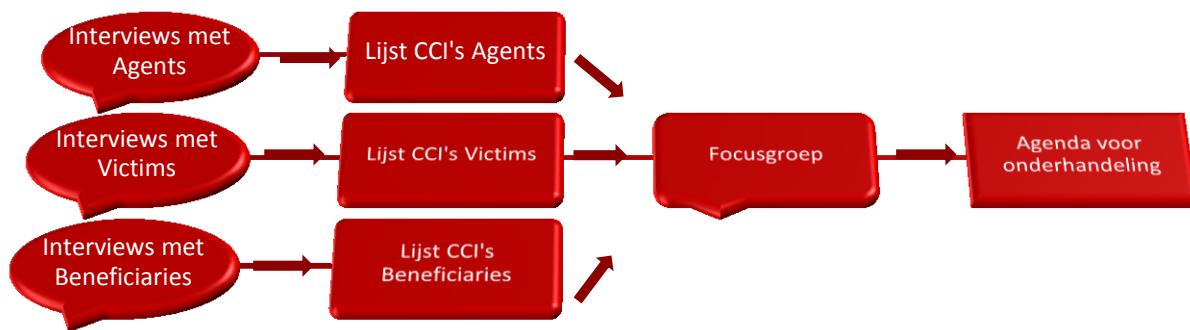 Interviews met
Agents
Lijst CCI's Agents
Interviews met
Victims
Lijst CCI's Victims
Focusgroep
Agenda voor
onderhandeling
Interviews met
Beneficiaries
Lijst CCI's
Beneficiaries